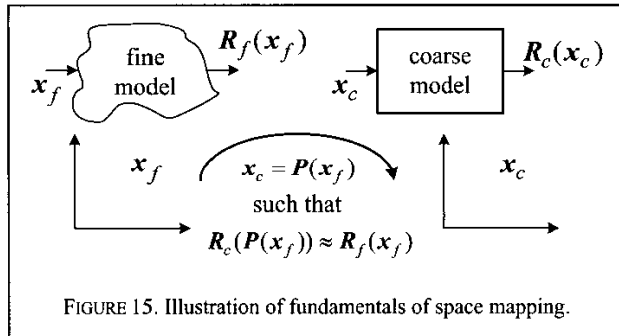 fine
model
x_f
R_f(x_f)
coarse
model
x_c
R_c(x_c)
x_f
x_c = P(x_f)
such that
R_c(P(x_f)) ≈ R_f(x_f)
x_c
FIGURE 15. Illustration of fundamentals of space mapping.